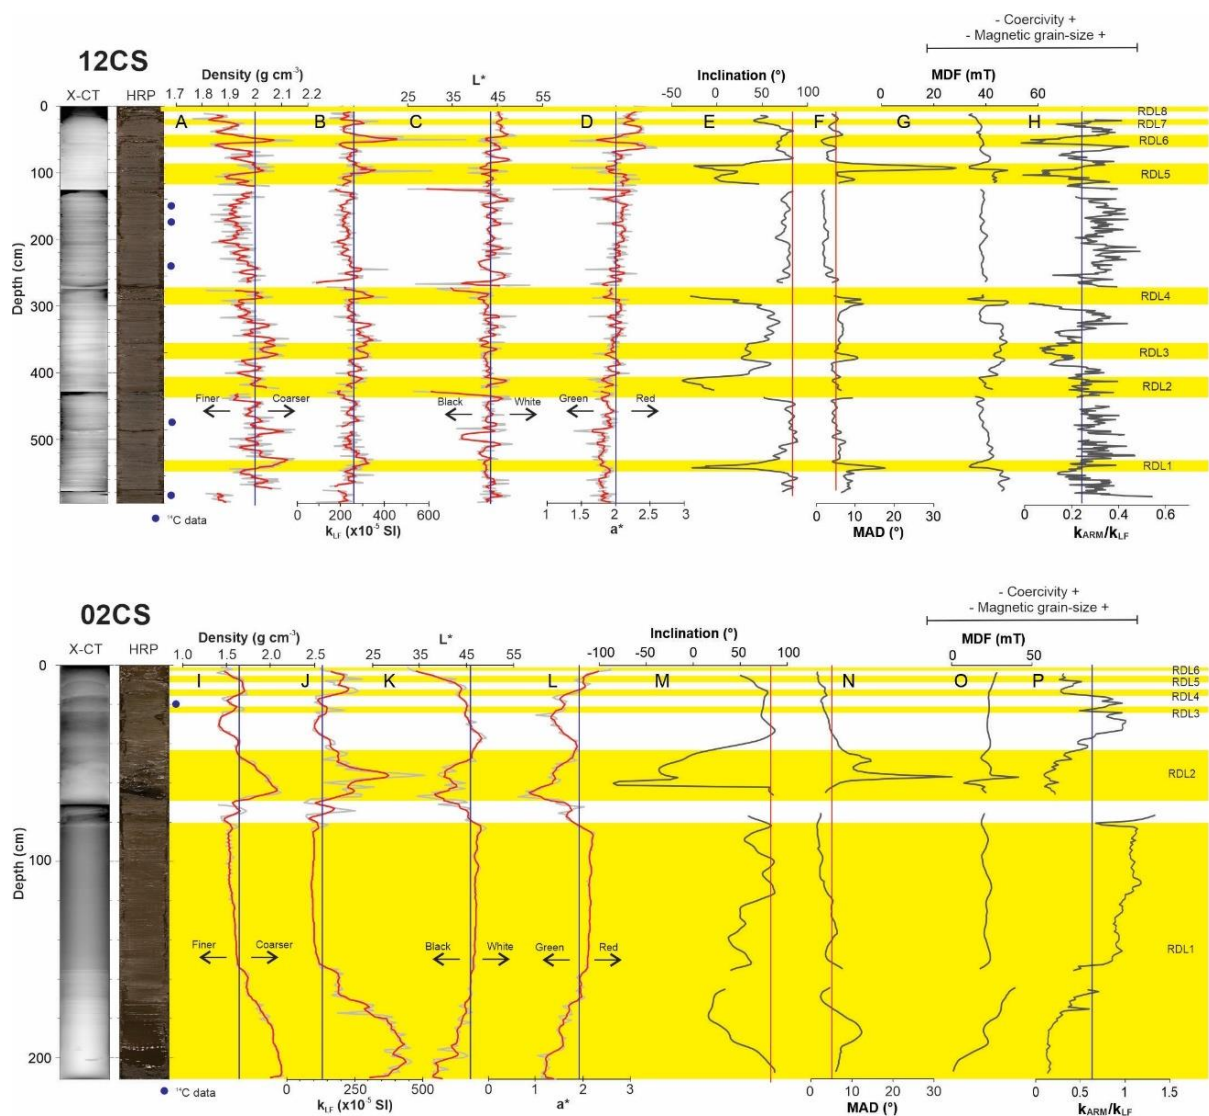 - Coercivity +
- Magnetic grain-size +
12CS
Density (g cm⁻³)
L*
Inclination (°)
MDF (mT)
X-CT HRP 1.7 1.8 1.9 2 2.1 2.2 25 35 45 55 -50 0 50 100 0 20 40 60
0
A B C D E F G H
RDL8
RDL7
RDL6
100
RDL5
200
Depth (cm)
300
RDL4
RDL3
400
RDL2
Finer Coarser Black White Green Red
500
RDL1
¹⁴C data
0 200 400 600
k_LF (x10⁻⁵ SI)
1 1.5 2 2.5 3
a*
0 10 20 30
MAD (°)
0 0.2 0.4 0.6
k_ARM/k_LF
- Coercivity +
- Magnetic grain-size +
02CS
Density (g cm⁻³)
L*
Inclination (°)
MDF (mT)
X-CT HRP 1.0 1.5 2.0 2.5 25 35 45 55 -100 -50 0 50 100 0 50
0
I J K L M N O P
RDL6
RDL5
RDL4
RDL3
RDL2
Depth (cm)
100
Finer Coarser Black White Green Red
RDL1
200
¹⁴C data
0 500
k_LF (x10⁻⁵ SI)
0 1 2 3
a*
0 10 20 30
MAD (°)
0 0.5 1 1.5
k_ARM/k_LF